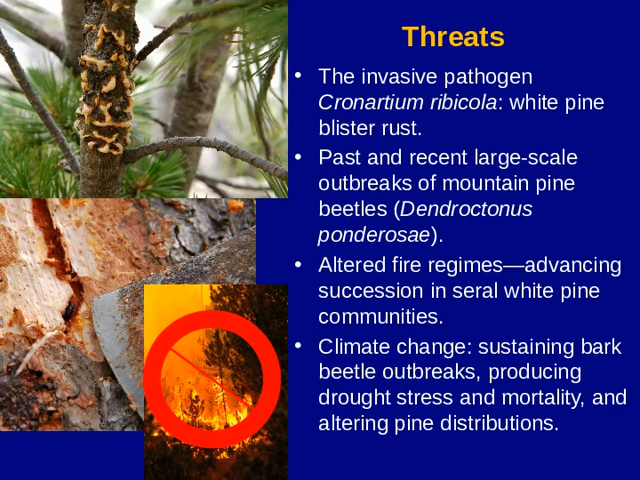 Threats
• The invasive pathogen
Cronartium ribicola: white pine
blister rust.
• Past and recent large-scale
outbreaks of mountain pine
beetles (Dendroctonus
ponderosae).
• Altered fire regimes—advancing
succession in seral white pine
communities.
• Climate change: sustaining bark
beetle outbreaks, producing
drought stress and mortality, and
altering pine distributions.